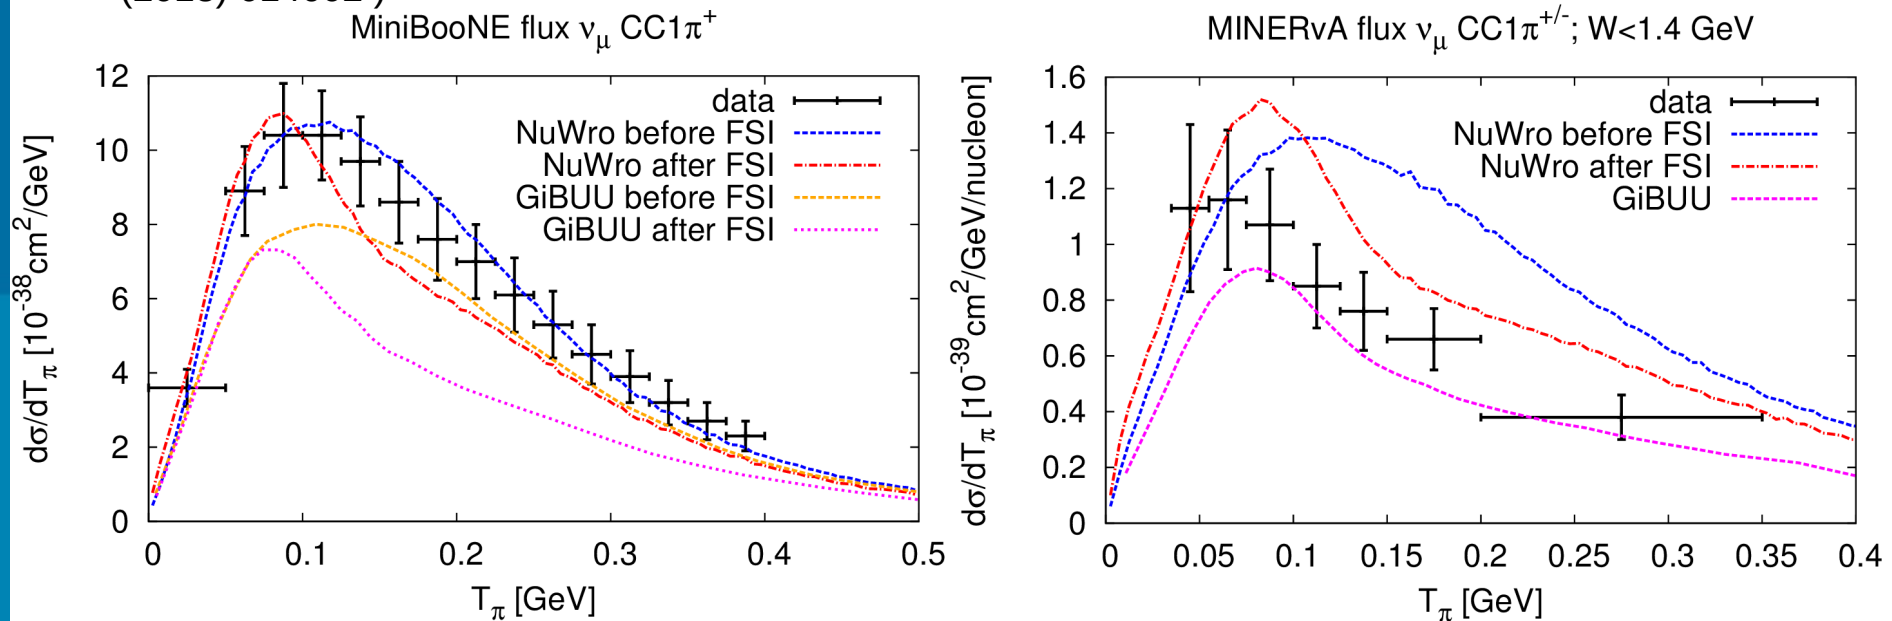 MiniBooNE flux νμ CC1π+
12
10
8
6
4
2
0
0 0.1 0.2 0.3 0.4 0.5
dσ/dTπ [10-38cm2/GeV]
Tπ [GeV]
data
NuWro before FSI
NuWro after FSI
GiBUU before FSI
GiBUU after FSI
MINERvA flux νμ CC1π+/-; W<1.4 GeV
1.6
1.4
1.2
1
0.8
0.6
0.4
0.2
0
0 0.05 0.1 0.15 0.2 0.25 0.3 0.35 0.4
dσ/dTπ [10-39cm2/GeV/nucleon]
Tπ [GeV]
data
NuWro before FSI
NuWro after FSI
GiBUU